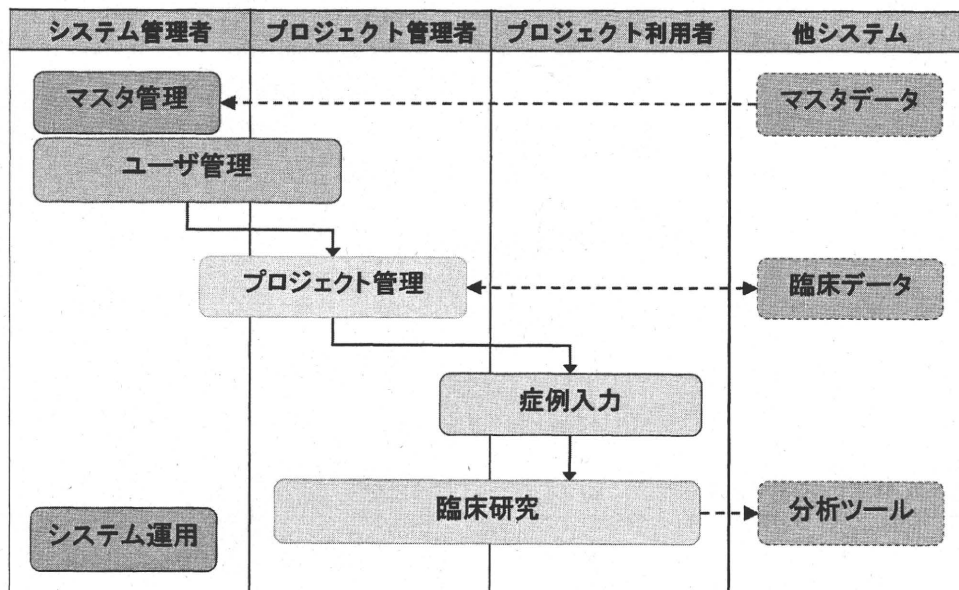 システム管理者
プロジェクト管理者
プロジェクト利用者
他システム
マスタ管理
マスタデータ
ユーザ管理
プロジェクト管理
臨床データ
症例入力
臨床研究
分析ツール
システム運用